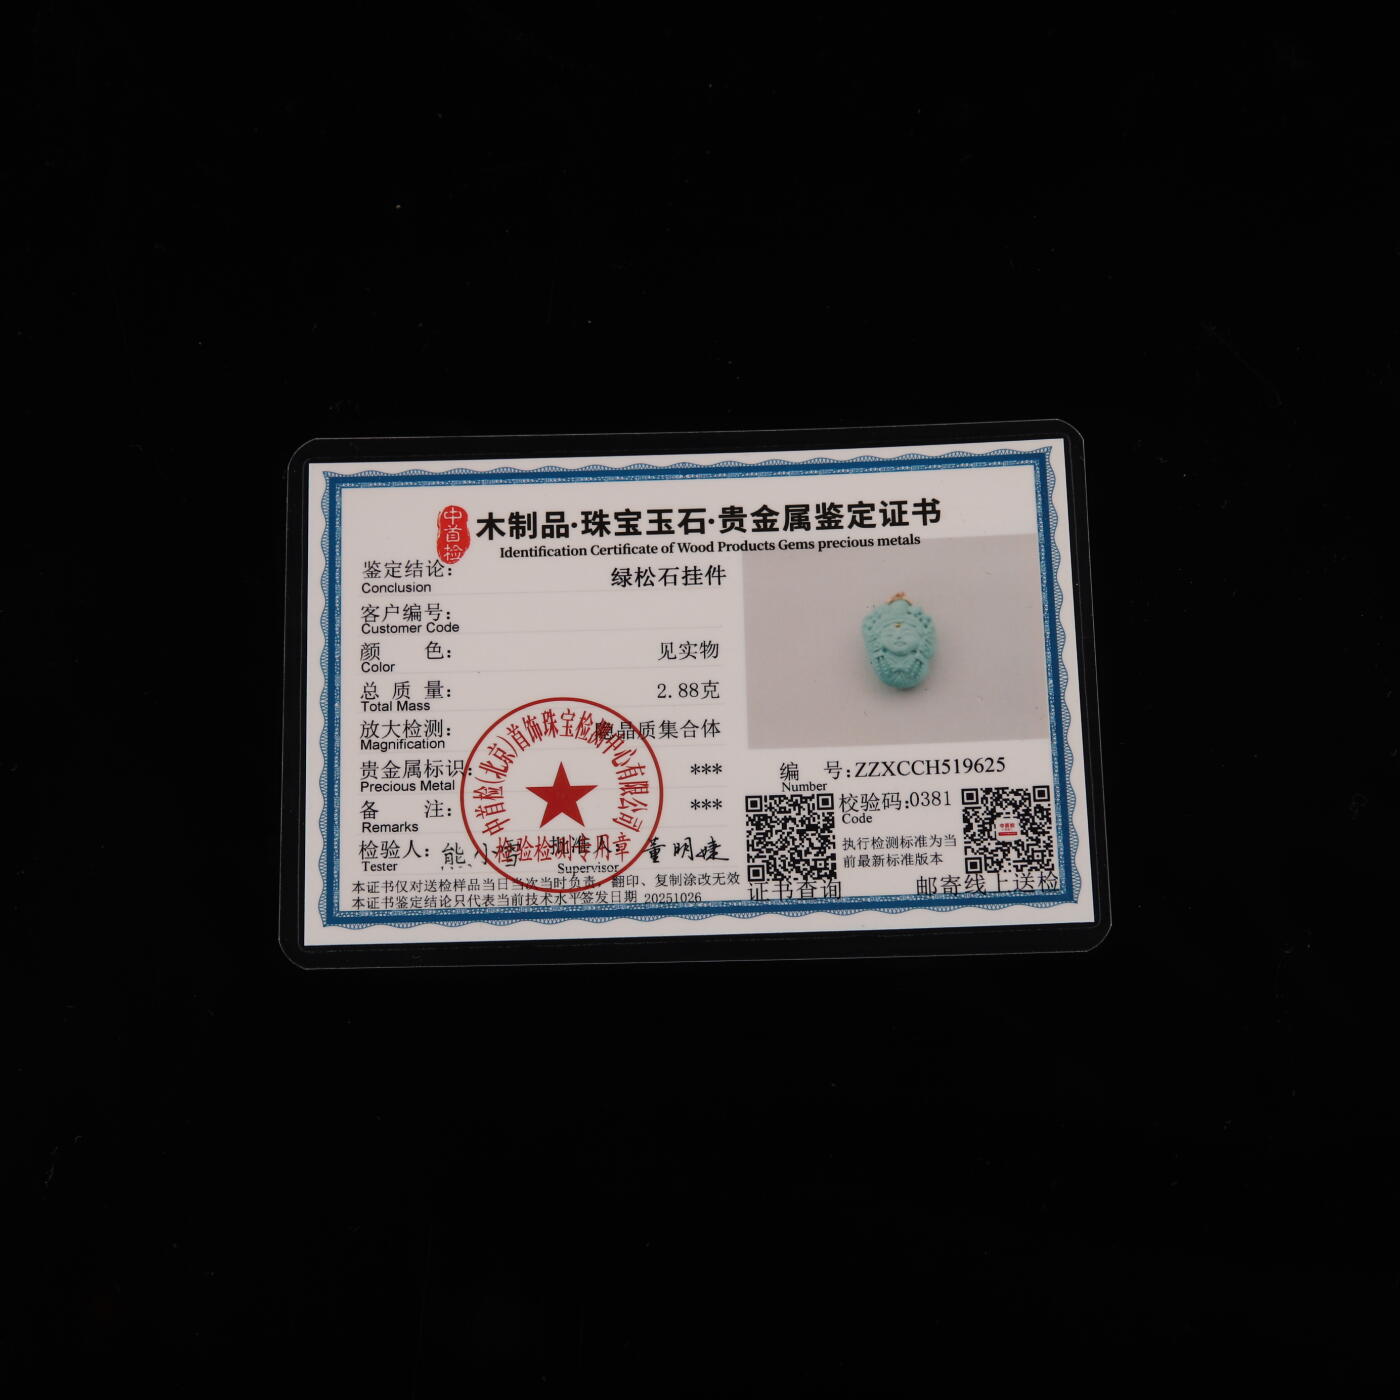 中首检
木制品·珠宝玉石·贵金属鉴定证书
Identification Certificate of Wood Products Gems precious metals
鉴定结论: 绿松石挂件
Conclusion
客户编号:
Customer Code
颜 色: 见实物
Color
总 质 量: 2.88克
Total Mass
放大检测: 隐晶质集合体
Magnification
贵金属标识: ***
Precious Metal
备 注: ***
Remarks
检验人: 熊小雪 批准人: 董明婕
Tester Supervisor
中首检(北京)首饰珠宝检测中心有限公司
检验检测专用章
本证书仅对送检样品当日当次当时负责，翻印、复制涂改无效
本证书鉴定结论只代表当前技术水平签发日期 20251026
编 号:ZZXCCH519625
Number
校验码:0381
Code
执行检测标准为当
前最新标准版本
证书查询
邮寄线上送检